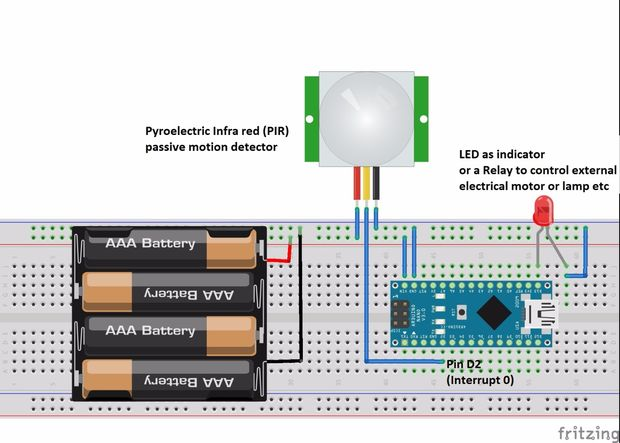 Pyroelectric Infra red (PIR)
passive motion detector
LED as indicator
or a Relay to control external
electrical motor or lamp etc
AAA Battery
AAA Battery
AAA Battery
AAA Battery
Pin D2
(Interrupt 0)
fritzing